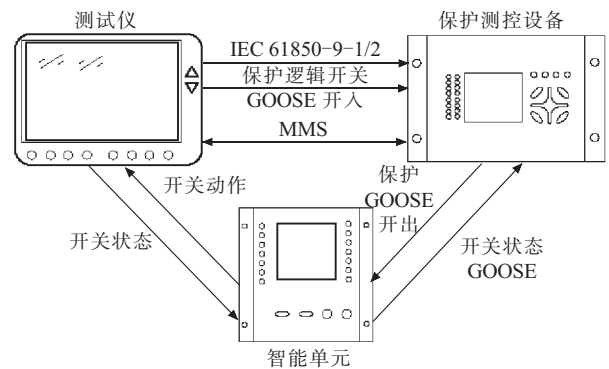 测试仪
保护测控设备
IEC 61850-9-1/2
保护逻辑开关
GOOSE 开入
MMS
开关动作
保护
GOOSE
开出
开关状态
开关状态
GOOSE
智能单元